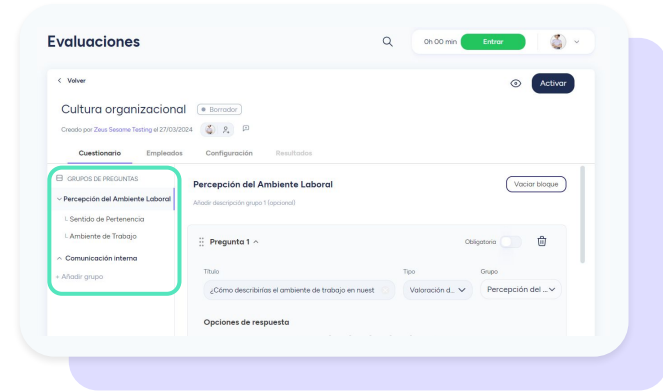 Evaluaciones
0h 00 min Entrar
Volver
Activar
Cultura organizacional Borrador
Creado por Zeus Sesame Testing el 27/03/2024
Cuestionario Empleados Configuración Resultados
GRUPOS DE PREGUNTAS
Percepción del Ambiente Laboral
Sentido de Pertenencia
Ambiente de Trabajo
Comunicación interna
+ Añadir grupo
Percepción del Ambiente Laboral
Vaciar bloque
Añadir descripción grupo 1 (opcional)
Pregunta 1
Obligatoria
Título Tipo Grupo
¿Cómo describirías el ambiente de trabajo en nuest Valoración d... Percepción del ...
Opciones de respuesta